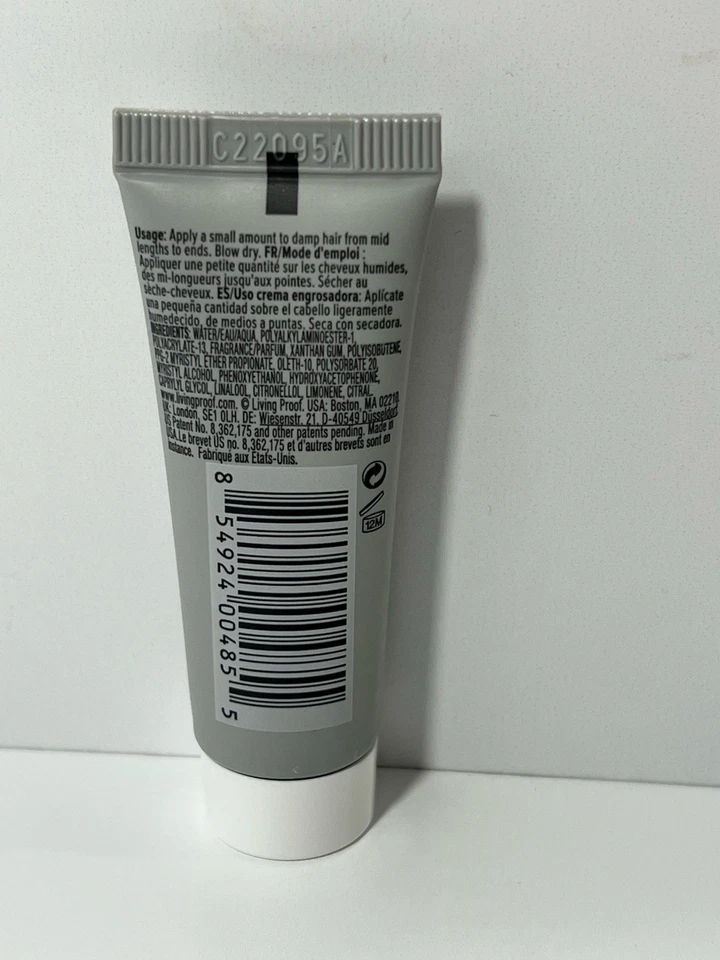 C22095A
Usage: Apply a small amount to damp hair from mid
lengths to ends. Blow dry. FR/Mode d'emploi :
Appliquer une petite quantité sur les cheveux humides,
des mi-longueurs jusqu'aux pointes. Sécher au
sèche-cheveux. ES/Uso crema engrosadora: Aplícate
una pequeña cantidad sobre el cabello ligeramente
humedecido, de medios a puntas. Seca con secadora.
INGREDIENTS: WATER/EAU/AQUA, POLYALKYLAMINOESTER-1,
POLYACRYLATE-13, FRAGRANCE/PARFUM, XANTHAN GUM, POLYISOBUTENE,
PPG-2 MYRISTYL ETHER PROPIONATE, OLETH-10, POLYSORBATE 20,
MYRISTYL ALCOHOL, PHENOXYETHANOL, HYDROXYACETOPHENONE,
CAPRYLYL GLYCOL, LINALOOL, CITRONELLOL, LIMONENE, CITRAL.
www.livingproof.com. © Living Proof. USA: Boston, MA 02210.
UK: London, SE1 0LH. DE: Wiesenstr. 21, D-40549 Düsseldorf.
US Patent No. 8,362,175 and other patents pending. Made in
USA.Le brevet US no. 8,362,175 et d'autres brevets sont en
instance. Fabriqué aux États-Unis.
12M
8 54924 00485 5